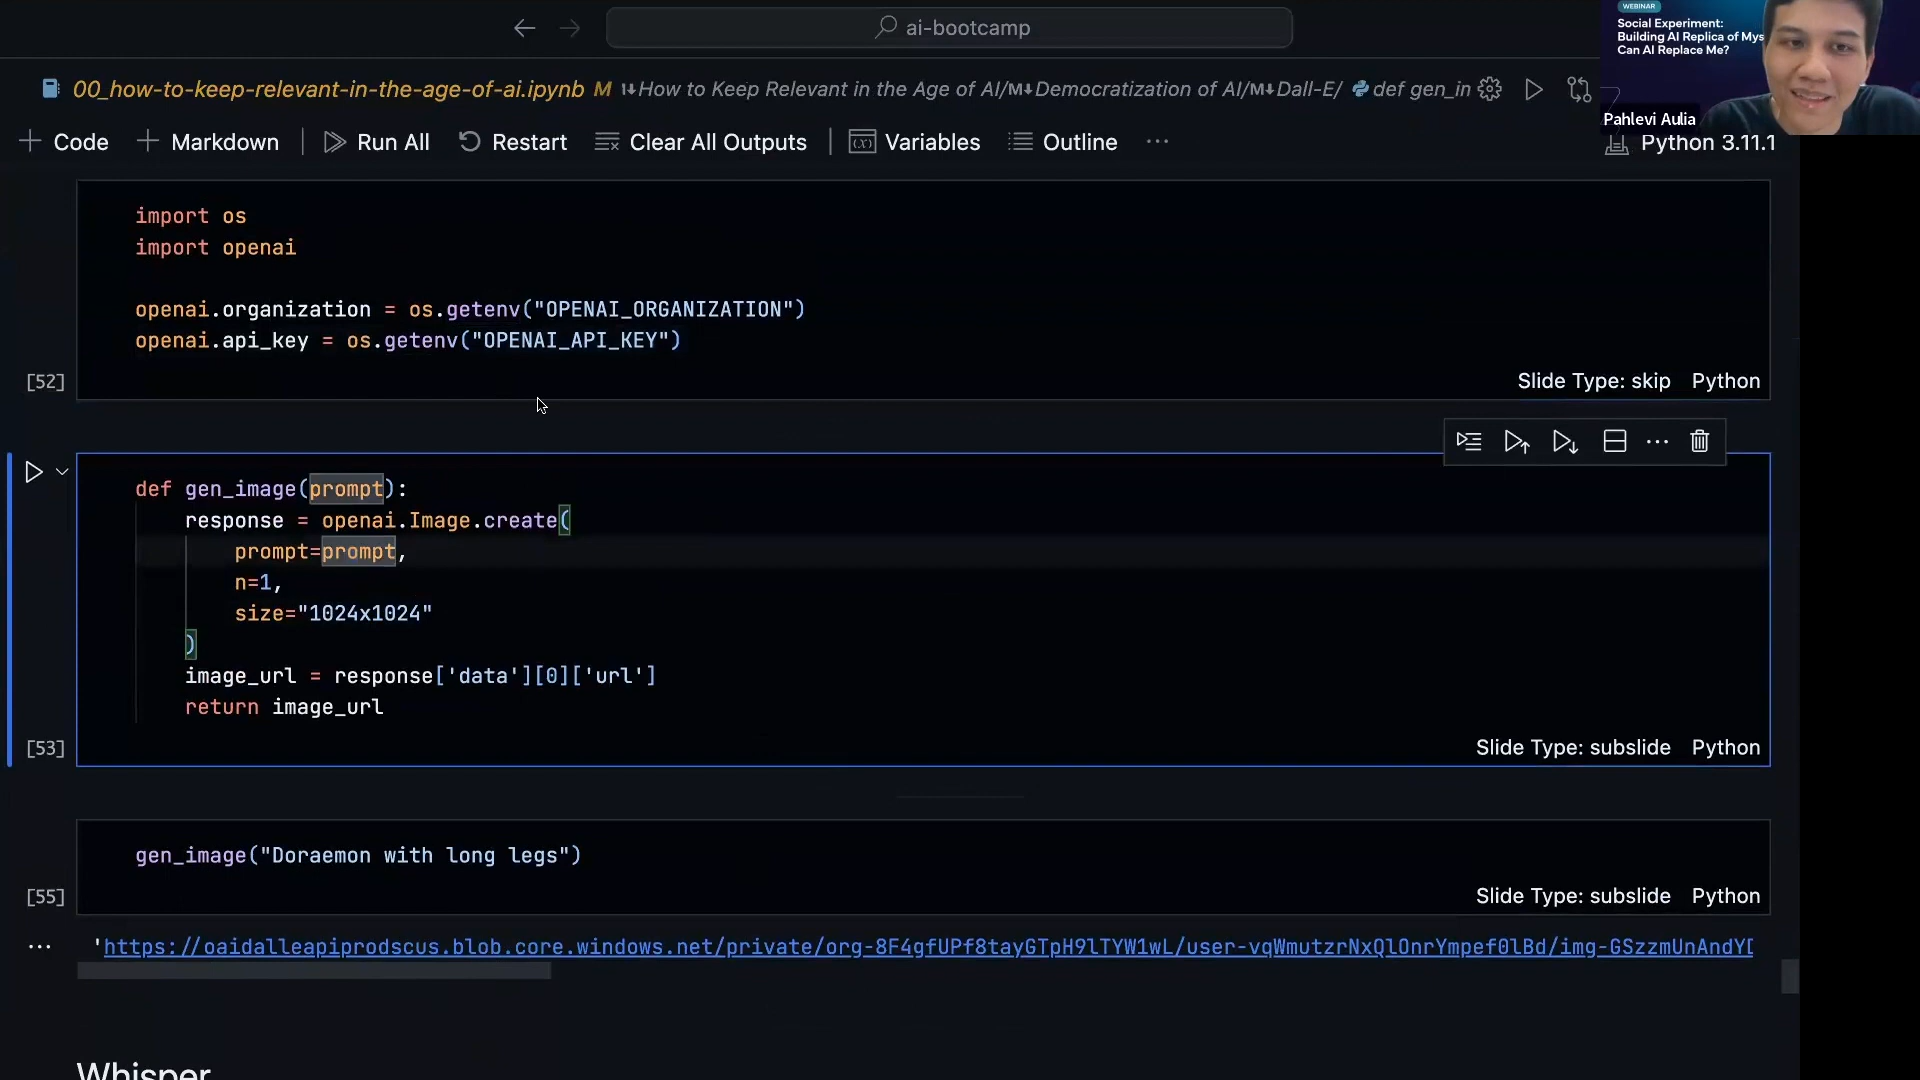 ai-bootcamp
WEBINAR
Social Experiment:
Building AI Replica of Mys
Can AI Replace Me?
Pahlevi Aulia
00_how-to-keep-relevant-in-the-age-of-ai.ipynb M How to Keep Relevant in the Age of AI/M↓Democratization of AI/M↓Dall-E/ def gen_in
Code Markdown Run All Restart Clear All Outputs Variables Outline ··· Python 3.11.1
import os
import openai
openai.organization = os.getenv("OPENAI_ORGANIZATION")
openai.api_key = os.getenv("OPENAI_API_KEY")
[52]
Slide Type: skip Python
def gen_image(prompt):
response = openai.Image.create(
prompt=prompt,
n=1,
size="1024x1024"
)
image_url = response['data'][0]['url']
return image_url
[53]
Slide Type: subslide Python
gen_image("Doraemon with long legs")
[55]
Slide Type: subslide Python
'https://oaidalleapiprodscus.blob.core.windows.net/private/org-8F4gfUPf8tayGTpH9lTYW1wL/user-vqWmutzrNxQlOnrYmpef0lBd/img-GSzzmUnAndYD
Whisper